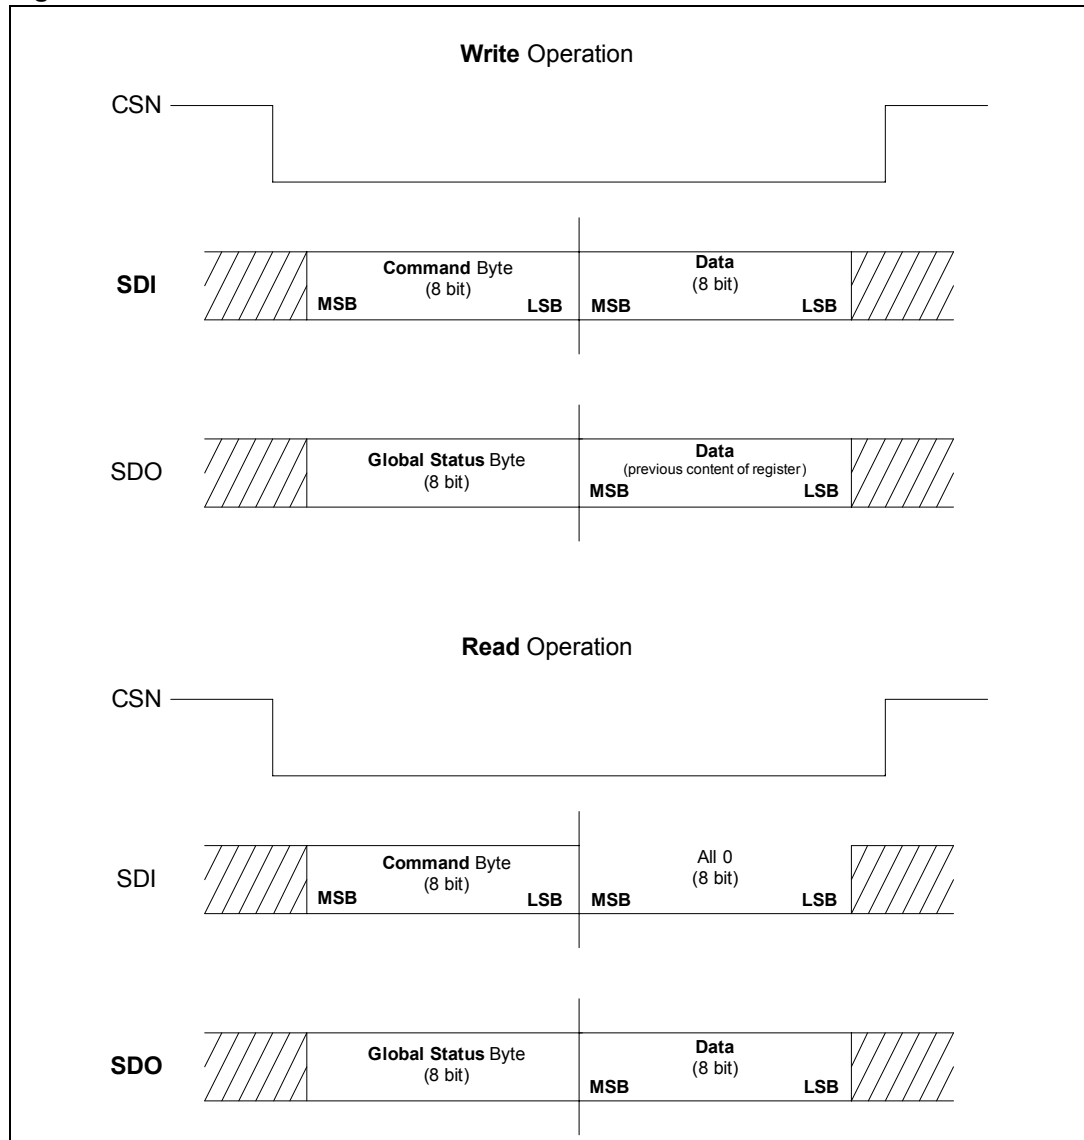 Write Operation
CSN
SDI
Command Byte
(8 bit)
MSB
LSB
Data
(8 bit)
MSB
LSB
SDO
Global Status Byte
(8 bit)
Data
(previous content of register)
MSB
LSB
Read Operation
CSN
SDI
Command Byte
(8 bit)
MSB
LSB
All 0
(8 bit)
MSB
LSB
SDO
Global Status Byte
(8 bit)
Data
(8 bit)
MSB
LSB